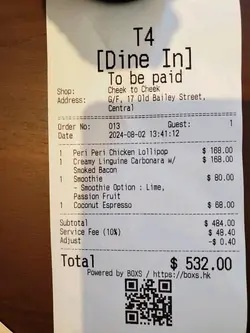 T4
[Dine In]
To be paid
Shop: Cheek to Cheek
Address: G/F, 17 Old Bailey Street,
Central
Order No: 013 Guest: 1
Date 2024-08-02 13:41:12
1 Peri Peri Chicken Lollipop $ 168.00
1 Creamy Linguine Carbonara w/ $ 168.00
Smoked Bacon
1 Smoothie $ 80.00
- Smoothie Option : Lime,
Passion Fruit
1 Coconut Espresso $ 68.00
Subtotal $ 484.00
Service Fee (10%) $ 48.40
Adjust -$ 0.40
Total $ 532.00
Powered by BOXS / https://boxs.hk